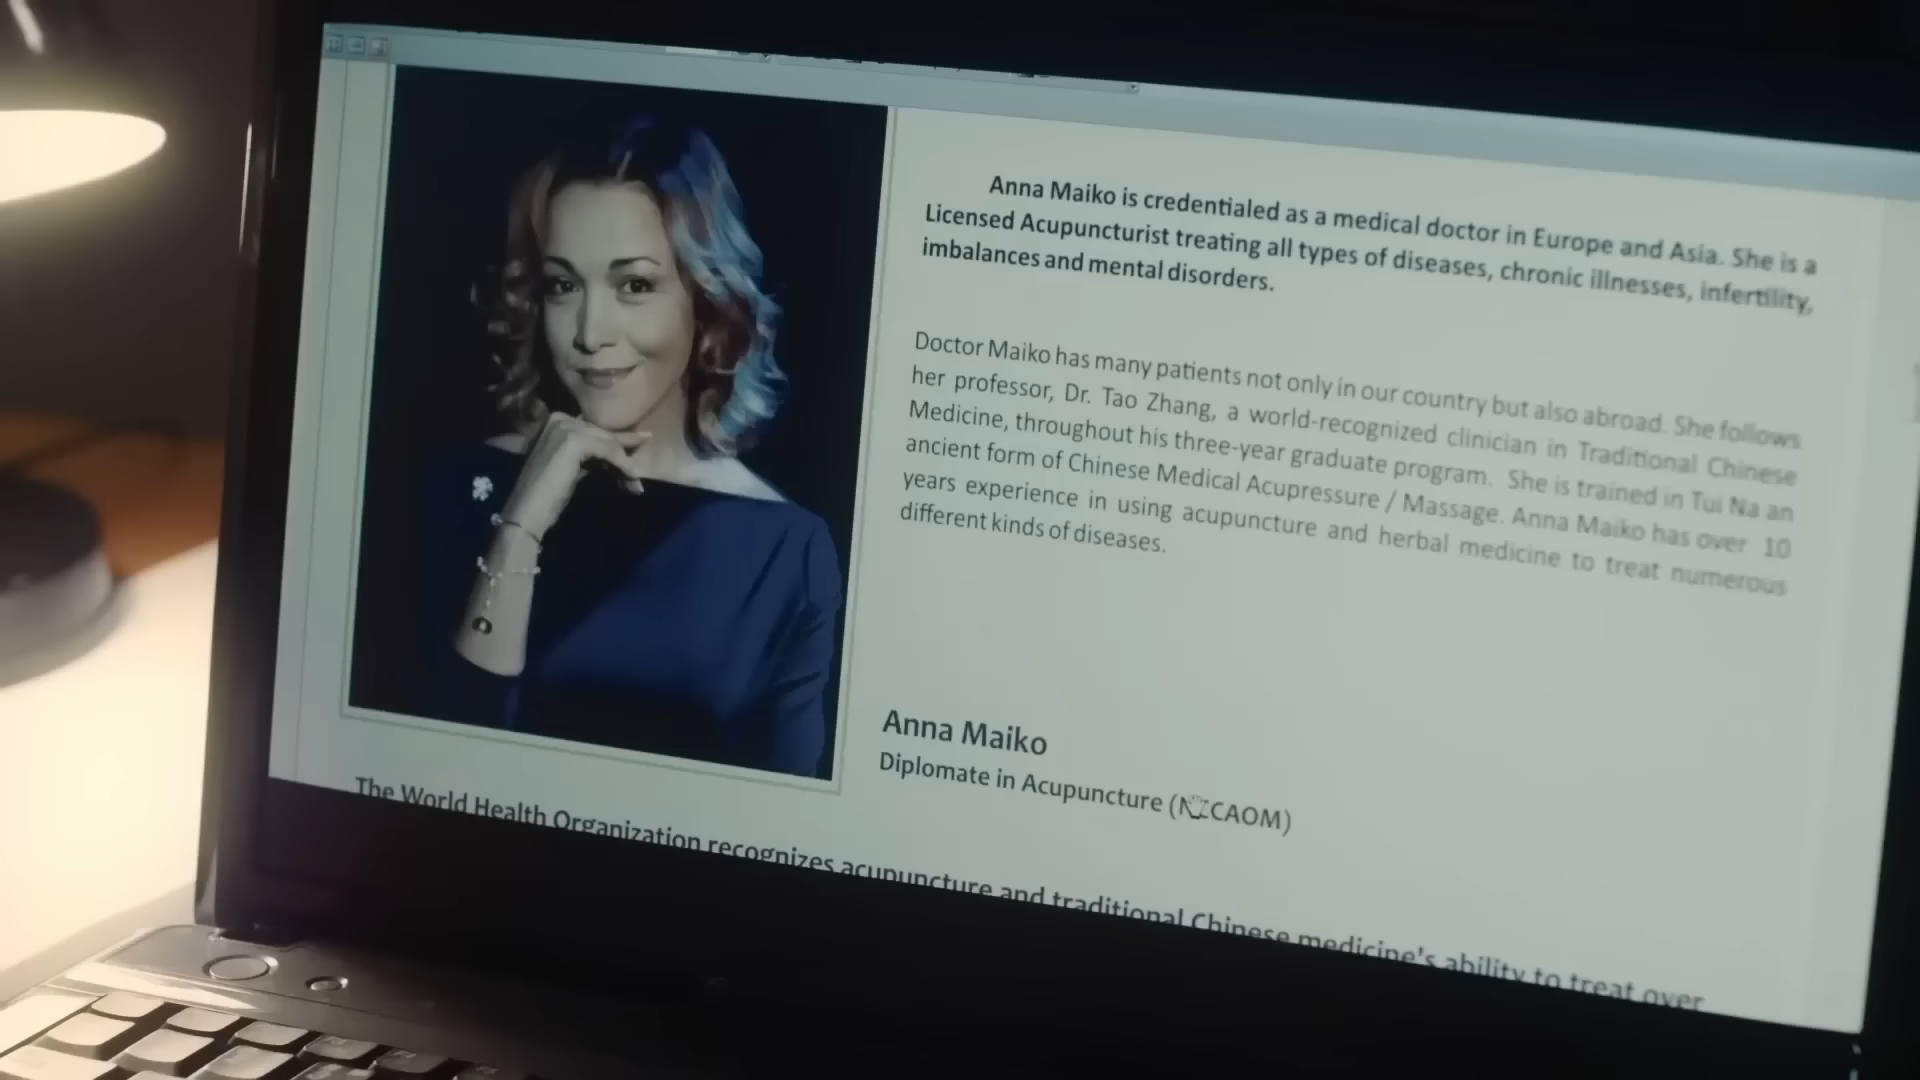 Anna Maiko is credentialed as a medical doctor in Europe and Asia. She is a
Licensed Acupuncturist treating all types of diseases, chronic illnesses, infertility,
imbalances and mental disorders.
Doctor Maiko has many patients not only in our country but also abroad. She follows
her professor, Dr. Tao Zhang, a world-recognized clinician in Traditional Chinese
Medicine, throughout his three-year graduate program. She is trained in Tui Na an
ancient form of Chinese Medical Acupressure / Massage. Anna Maiko has over 10
years experience in using acupuncture and herbal medicine to treat numerous
different kinds of diseases.
Anna Maiko
Diplomate in Acupuncture
The World Health Organization recognizes acupuncture and traditional Chinese medicine's ability to treat over